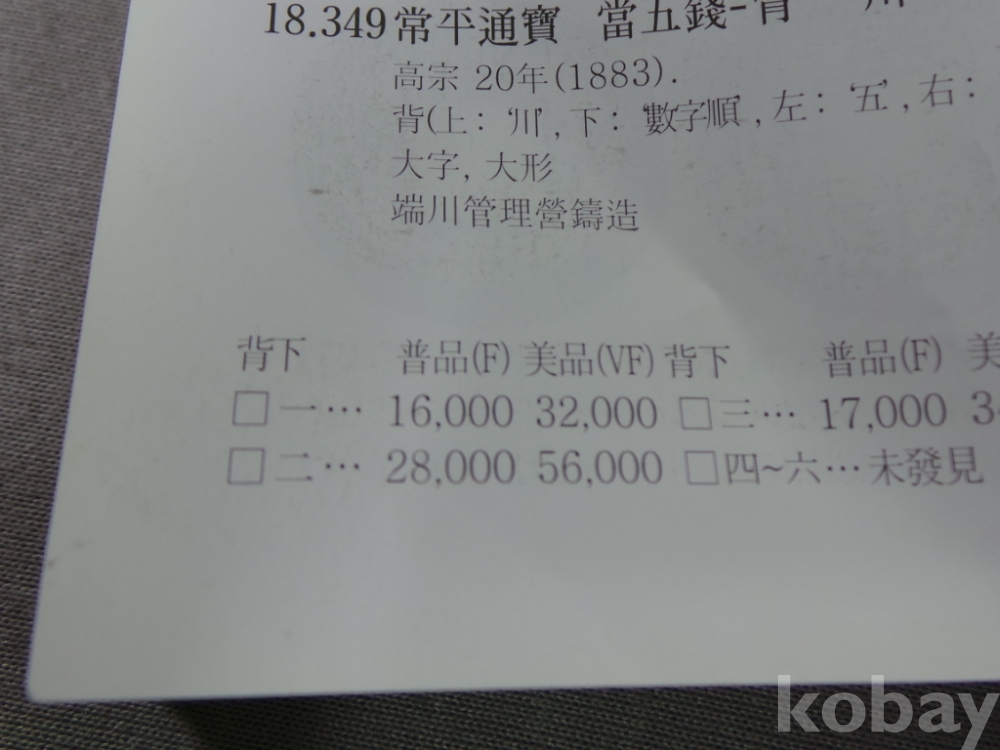 18.349 常平通寶 當五錢-背 川
高宗 20年(1883).
背(上: '川', 下: '數字順', 左: '五', 右:
大字, 大形
端川管理營鑄造
背下 普品(F) 美品(VF) 背下 普品(F) 美
□ 一… 16,000 32,000 □ 三… 17,000 3
□ 二… 28,000 56,000 □ 四~六…未發見
kobay